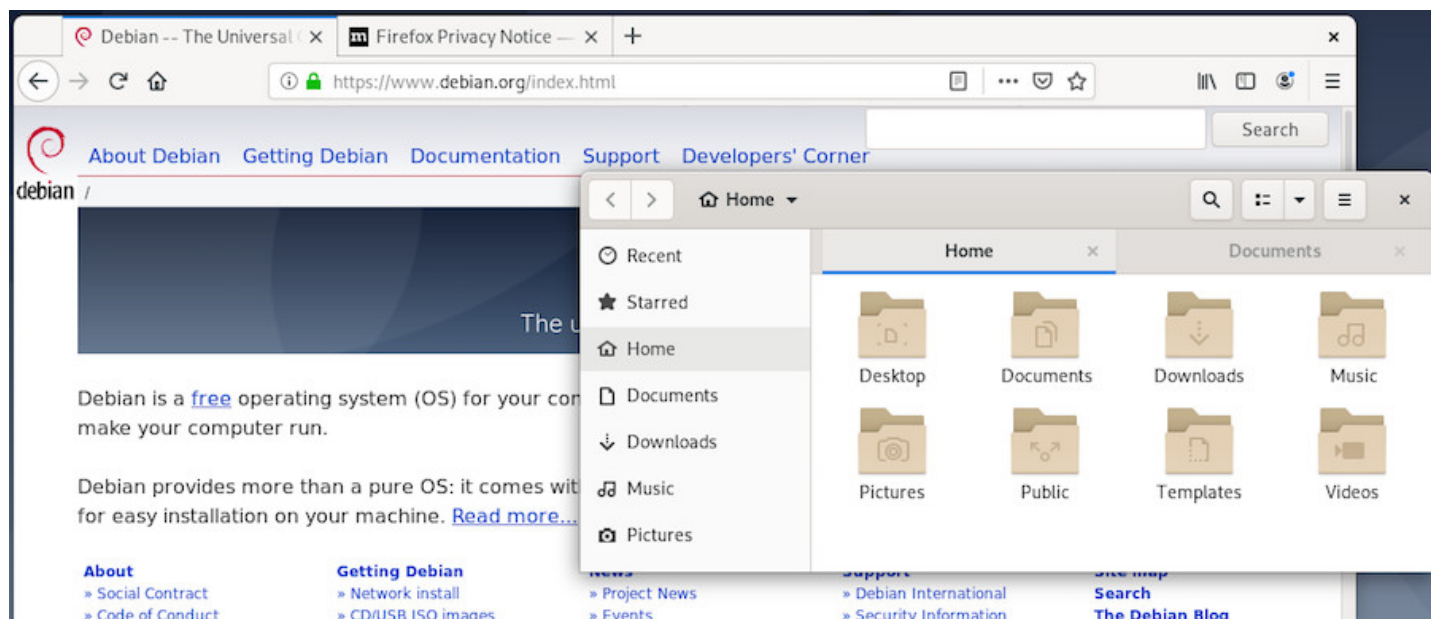 Debian -- The Universal
Firefox Privacy Notice —
https://www.debian.org/index.html
Search
About Debian Getting Debian Documentation Support Developers' Corner
debian /
The
Debian is a free operating system (OS) for your
make your computer run.
Debian provides more than a pure OS: it comes
for easy installation on your machine. Read more...
About
» Social Contract
» Code of Conduct
Getting Debian
» Network install
» CD/USB ISO images
News
» Project News
» Events
Support
» Debian International
» Security Information
Site map
Search
The Debian Blog
Home
Recent
Starred
Home
Documents
Downloads
Music
Pictures
Home Documents
Desktop Documents Downloads Music
Pictures Public Templates Videos